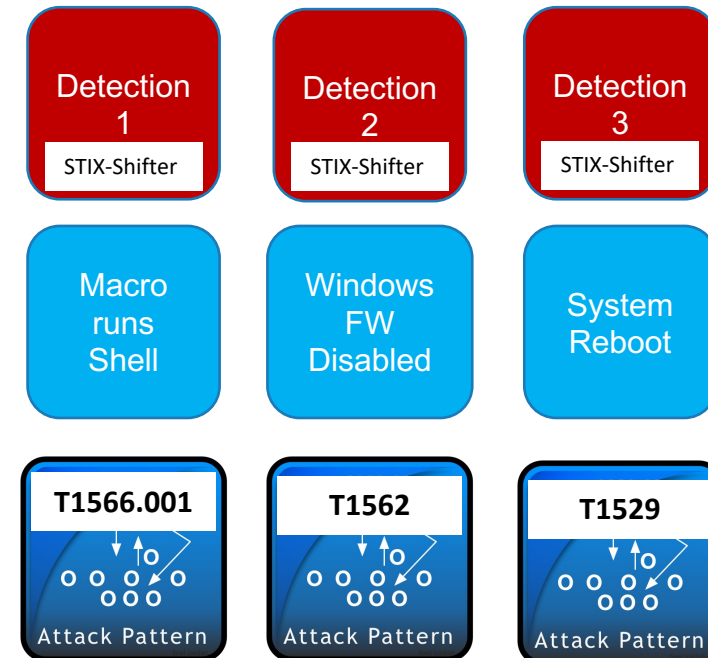 Detection
1
STIX-Shifter
Detection
2
STIX-Shifter
Detection
3
STIX-Shifter
Macro
runs
Shell
Windows
FW
Disabled
System
Reboot
T1566.001
O
O O O O
O O O
Attack Pattern
T1562
O
O O O O
O O O
Attack Pattern
T1529
O
O O O O
O O O
Attack Pattern